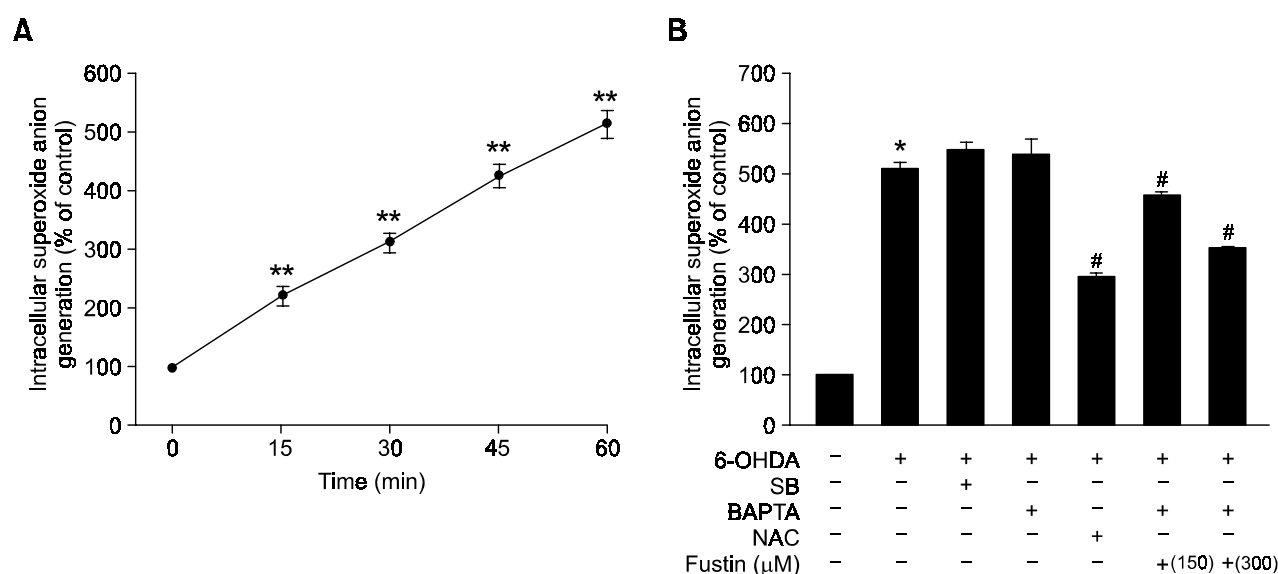 A
Intracellular superoxide anion
generation (% of control)
600
500
400
300
200
100
0
**
**
**
**
0 15 30 45 60
Time (min)
B
Intracellular superoxide anion
generation (% of control)
700
600
500
400
300
200
100
0
*
#
#
#
6-OHDA – + + + + + +
SB – – + – – – –
BAPTA – – – + – + +
NAC – – – – + – –
Fustin (μM) – – – – – +(150) +(300)